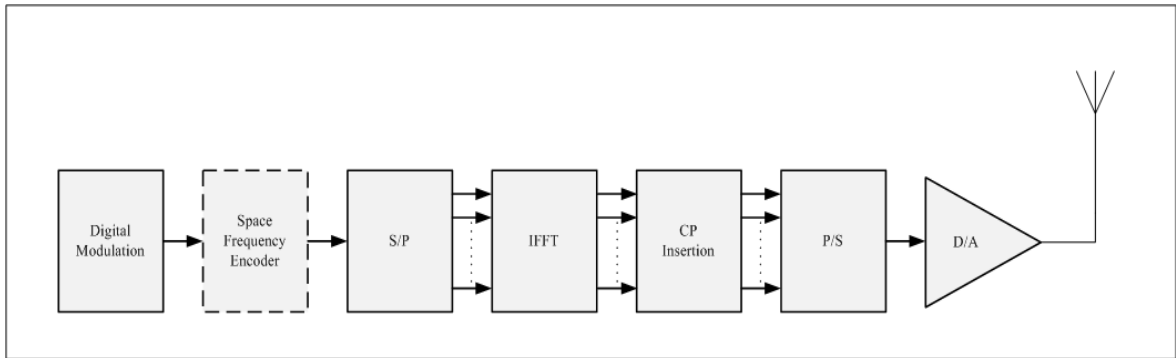 Digital
Modulation
Space
Frequency
Encoder
S/P
IFFT
CP
Insertion
P/S
D/A